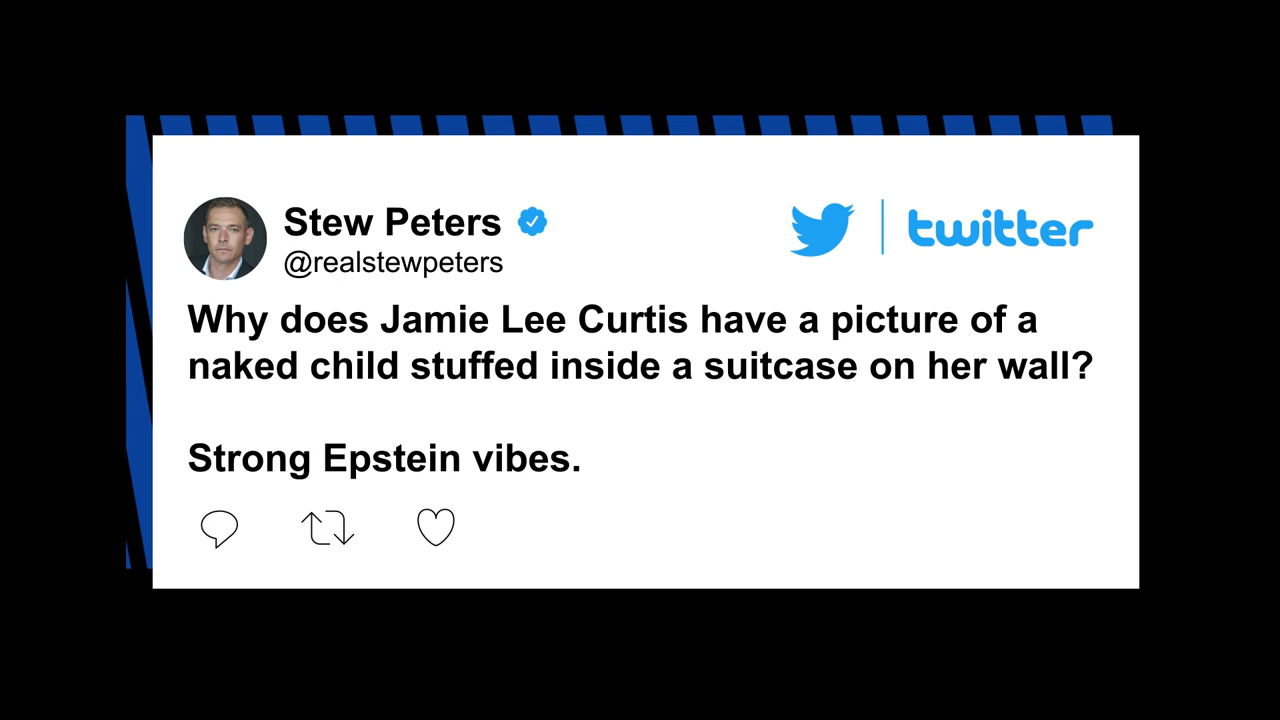 Stew Peters
twitter
@realstewpeters
Why does Jamie Lee Curtis have a picture of a
naked child stuffed inside a suitcase on her wall?
Strong Epstein vibes.